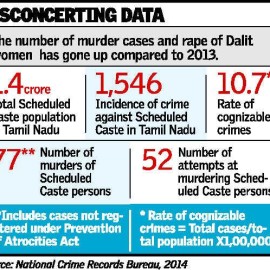 SCONCERTING DATA
he number of murder cases and rape of Dalit
omen has gone up compared to 2013.
.4 crore
otal Scheduled
aste population
Tamil Nadu
1,546
Incidence of crime
against Scheduled
Caste in Tamil Nadu
10.7*
Rate of
cognizable
crimes
77** Number of
murders of
Scheduled
Caste persons
52 Number of
attempts at
murdering Sched-
uled Caste persons
*Includes cases not reg-
tered under Prevention
f Atrocities Act
* Rate of cognizable
crimes = Total cases/to-
tal population X1,00,000
rce: National Crime Records Bureau, 2014